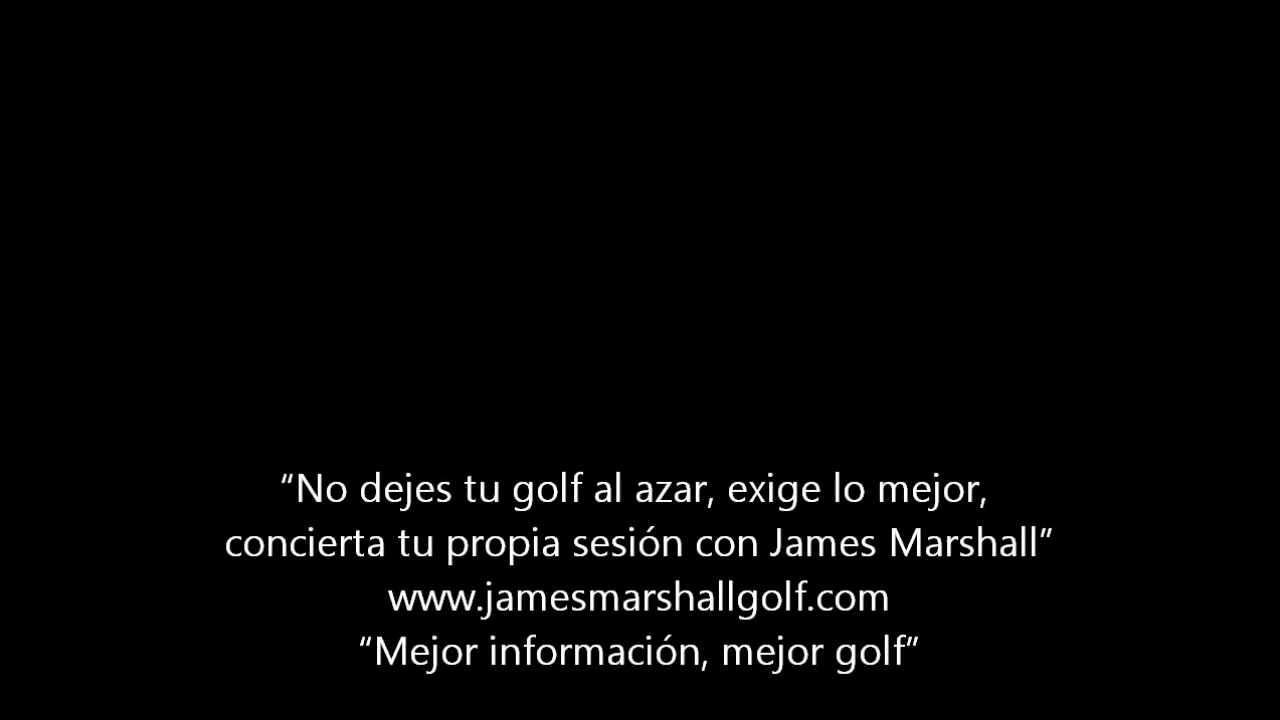 “No dejes tu golf al azar, exige lo mejor,
concierta tu propia sesión con James Marshall”
www.jamesmarshallgolf.com
“Mejor información, mejor golf”